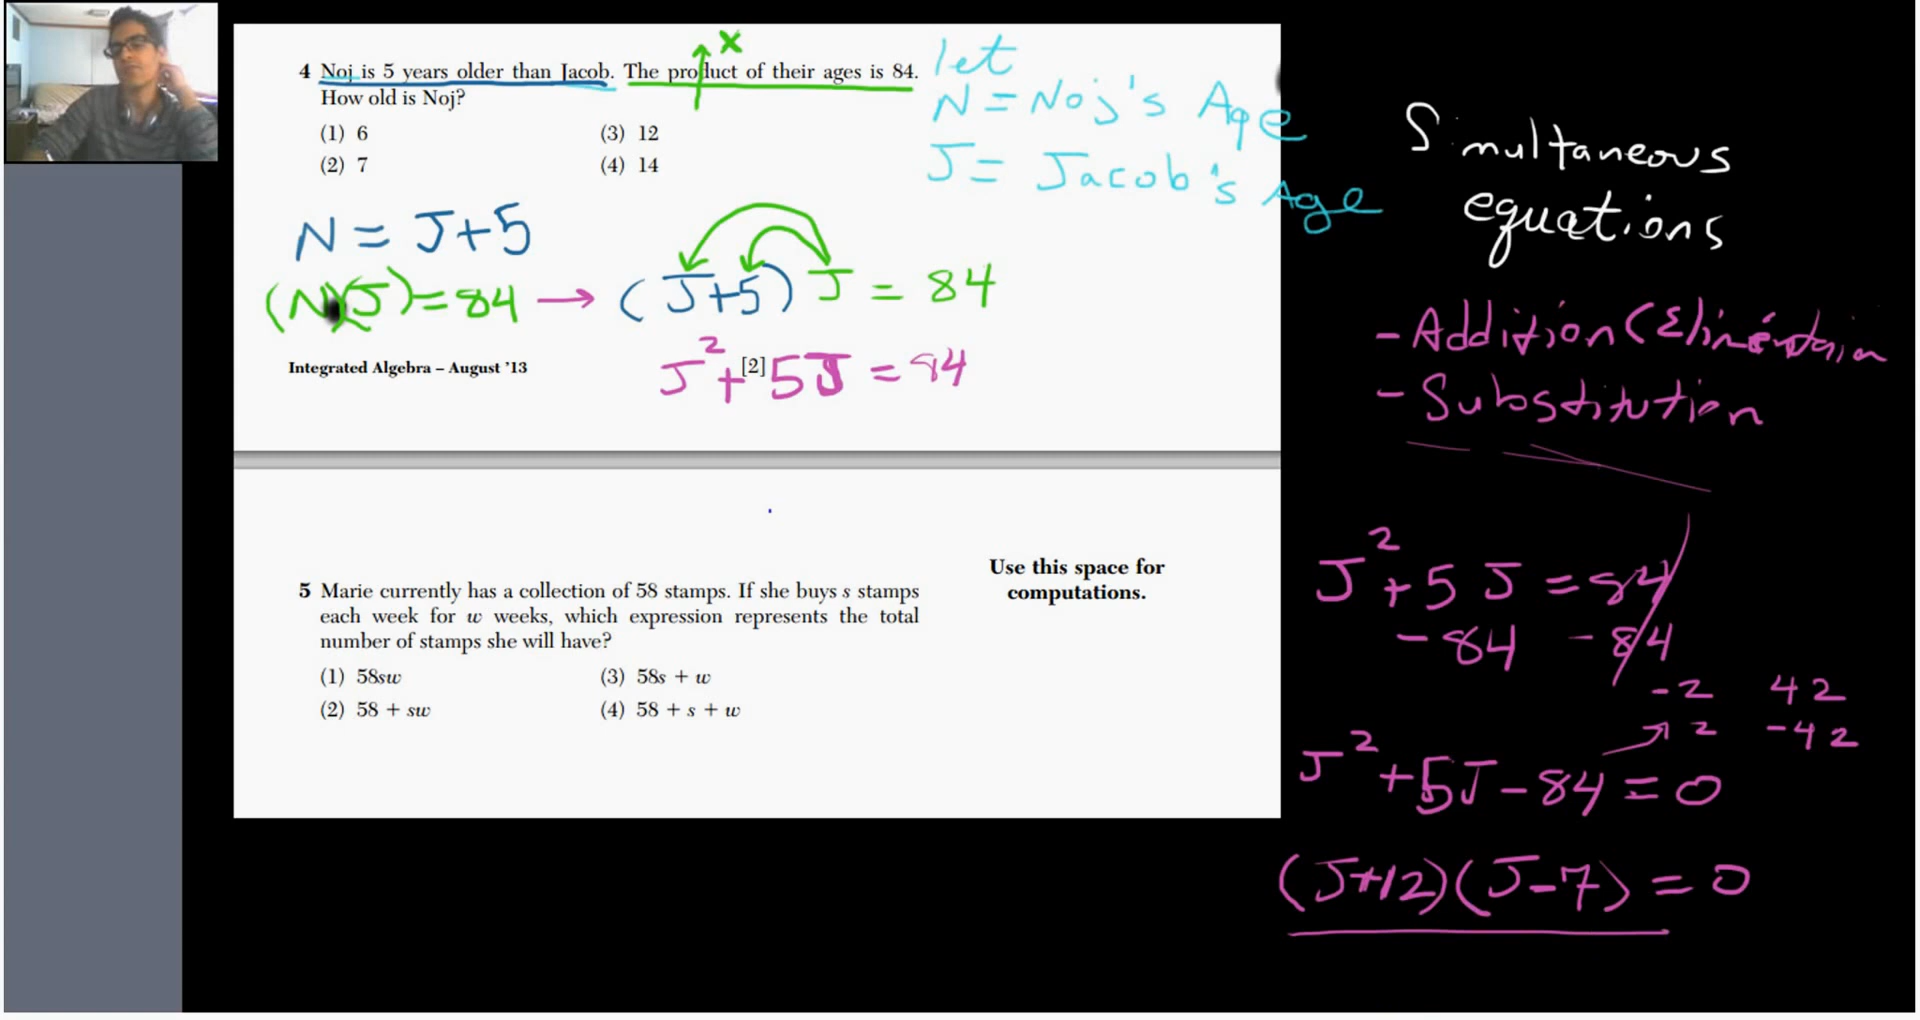 4 Noj is 5 years older than Jacob. The product of their ages is 84.
How old is Noj?
(1) 6 (3) 12
(2) 7 (4) 14
x
let
N = Noj's Age
J = Jacob's Age
N = J+5
(N)(J) = 84 → (J+5) J = 84
J² + 5J = 84
Integrated Algebra – August '13 [2]
5 Marie currently has a collection of 58 stamps. If she buys s stamps
each week for w weeks, which expression represents the total
number of stamps she will have?
(1) 58sw (3) 58s + w
(2) 58 + sw (4) 58 + s + w
Use this space for
computations.
Simultaneous
equations
- Addition (
- Substitution
J² + 5J = 84
- 84 - 84
-2 42
2 -42
J² + 5J - 84 = 0
(J+12)(J-7) = 0